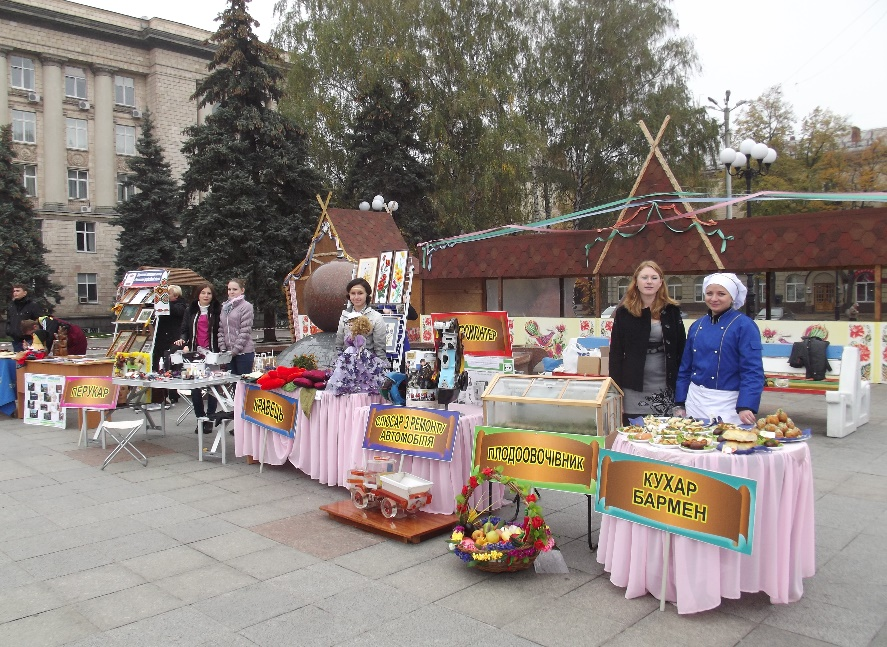 ПЕРУКАР
КРАВЕЦЬ
СЛЮСАР З РЕМОНТУ
АВТОМОБІЛЯ
ПЛОДООВОЧІВНИК
КУХАР
БАРМЕН